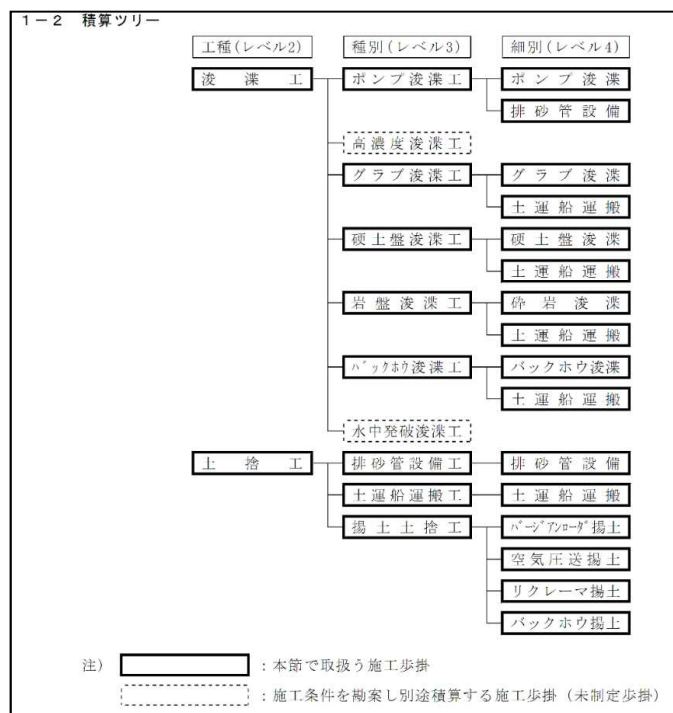 1－2 積算ツリー
工種(レベル2) 種別(レベル3) 細別(レベル4)
浚渫工 ポンプ浚渫工 ポンプ浚渫
排砂管設備
高濃度浚渫工
グラブ浚渫工 グラブ浚渫
土運船運搬
硬土盤浚渫工 硬土盤浚渫
土運船運搬
岩盤浚渫工 砕岩浚渫
土運船運搬
バックホウ浚渫工 バックホウ浚渫
土運船運搬
水中発破浚渫工
土捨工 排砂管設備工 排砂管設備
土運船運搬工 土運船運搬
揚土土捨工 バージアンローダ揚土
空気圧送揚土
リクレーマ揚土
バックホウ揚土
注) ：本節で取扱う施工歩掛
：施工条件を勘案し別途積算する施工歩掛（未制定歩掛）